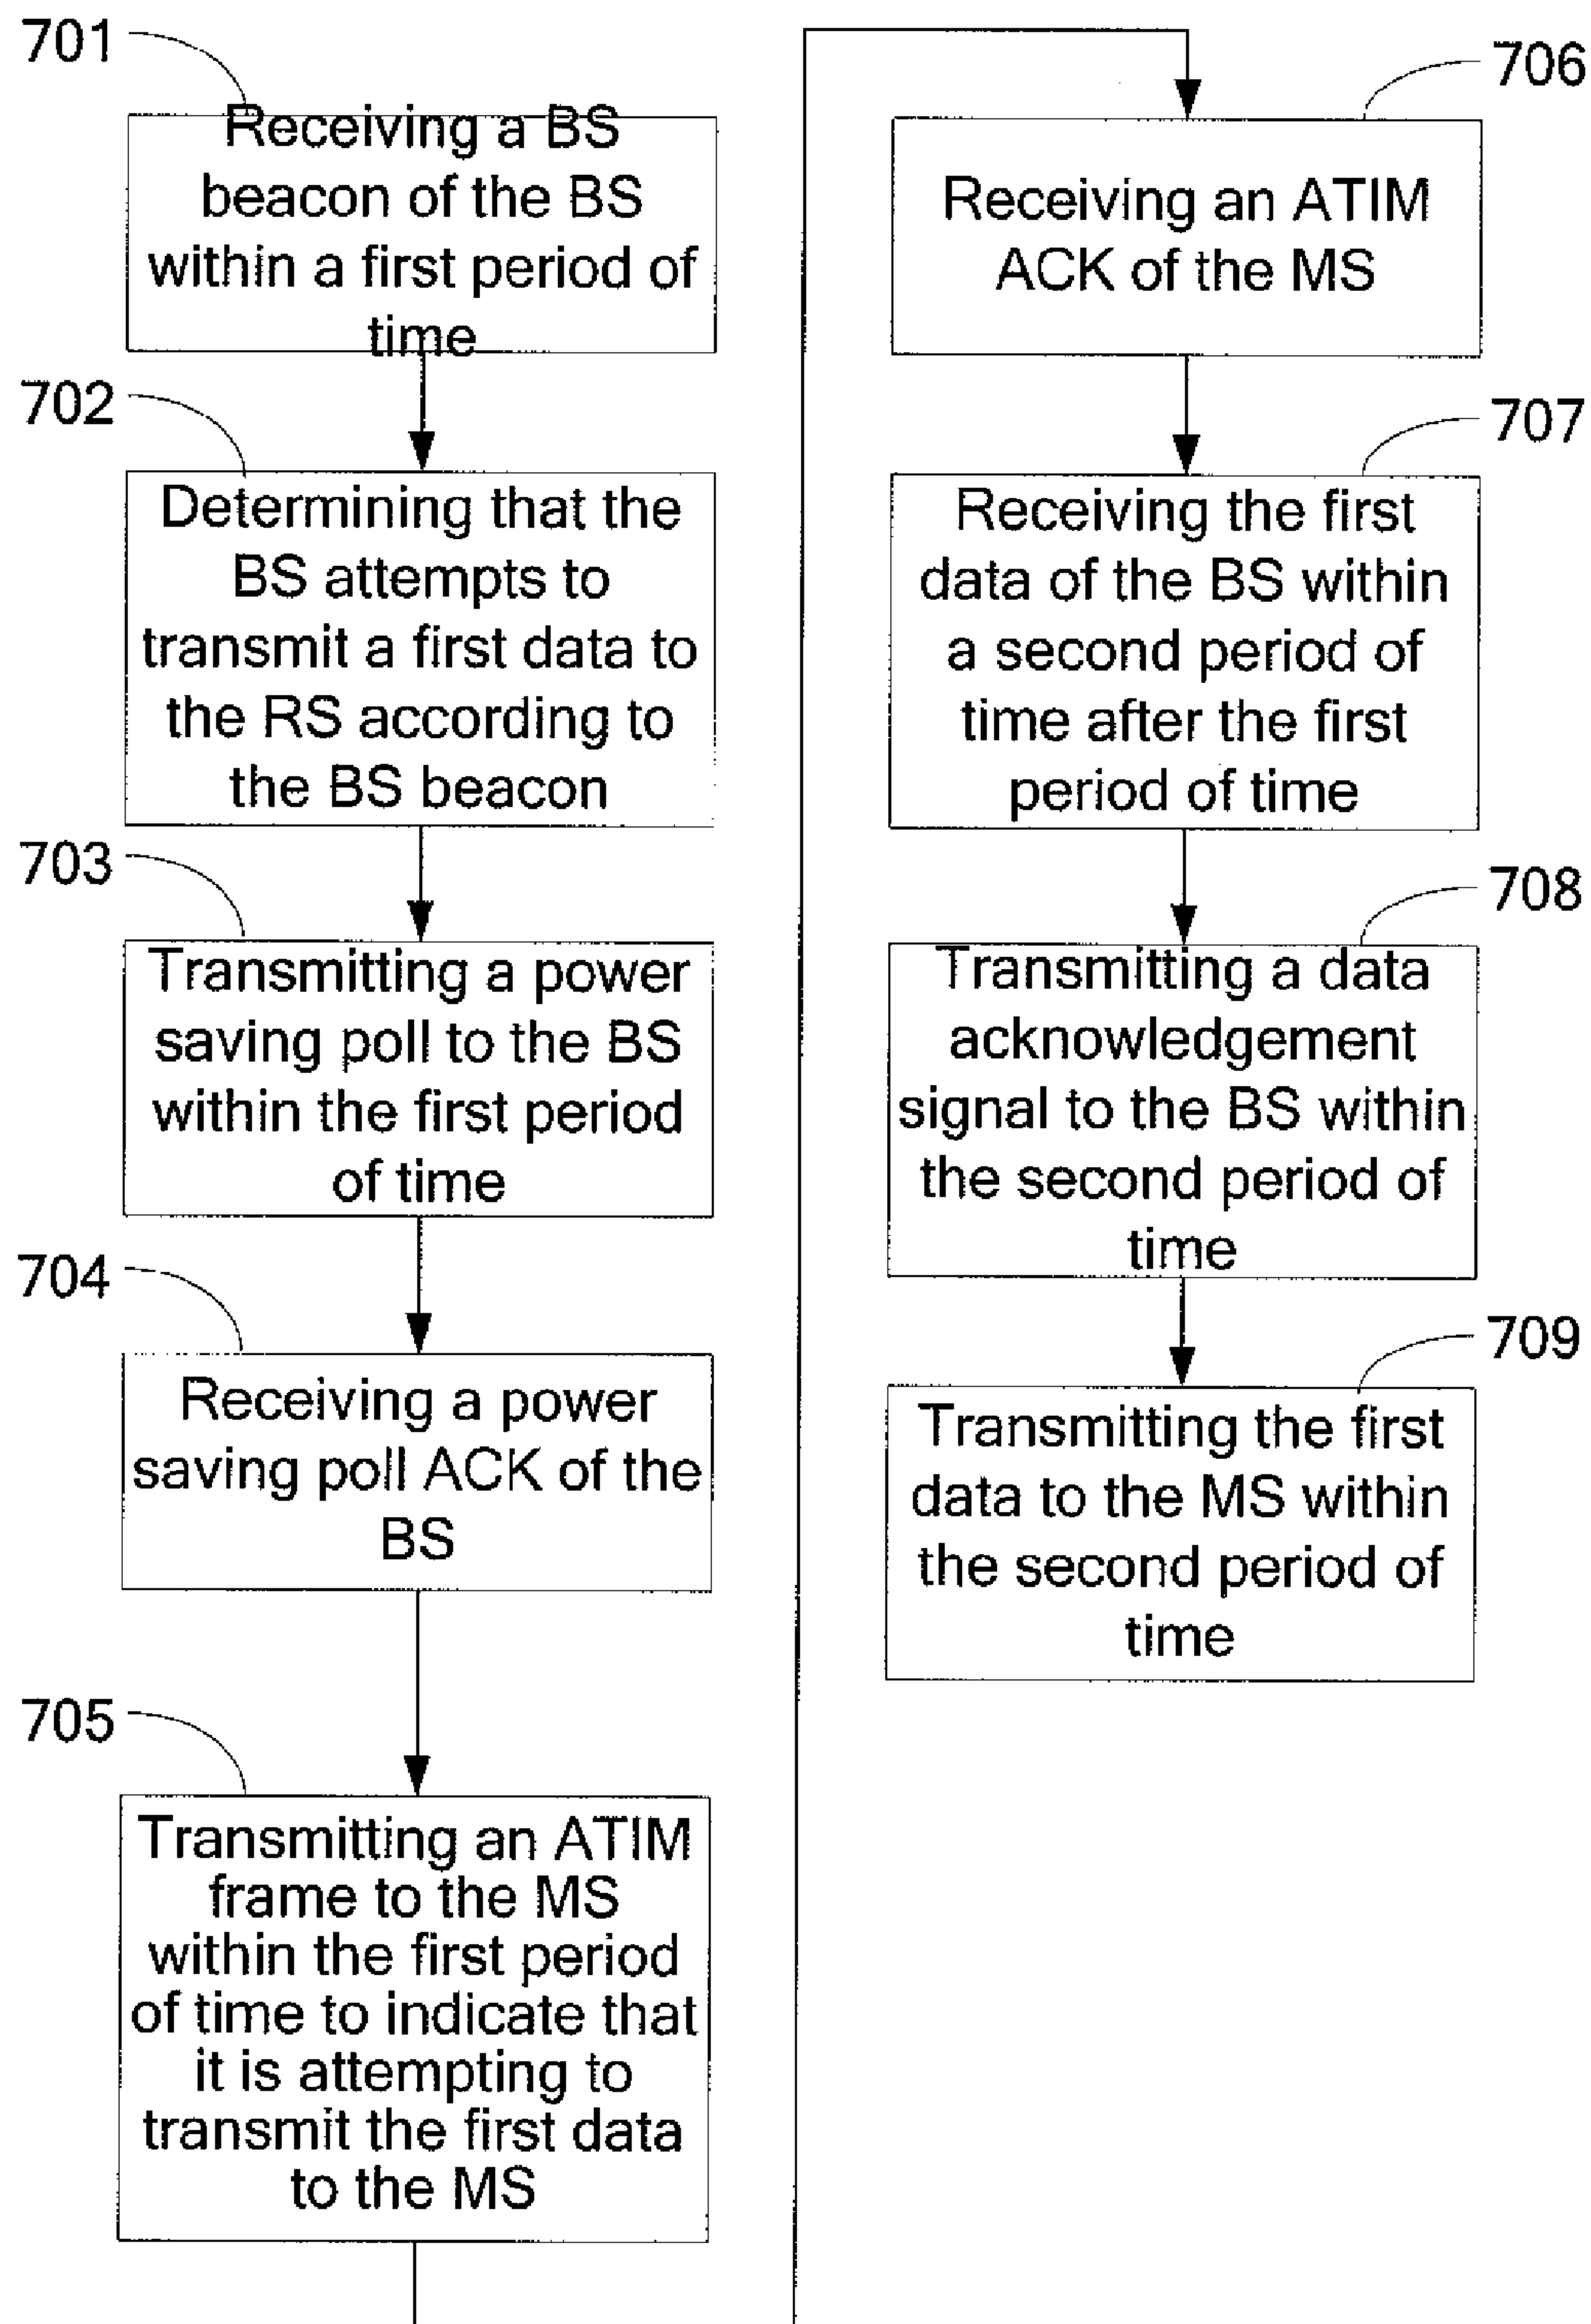 701
Receiving a BS
beacon of the BS
within a first period of
time
702
Determining that the
BS attempts to
transmit a first data to
the RS according to
the BS beacon
703
Transmitting a power
saving poll to the BS
within the first period
of time
704
Receiving a power
saving poll ACK of the
BS
705
Transmitting an ATIM
frame to the MS
within the first period
of time to indicate that
it is attempting to
transmit the first data
to the MS
706
Receiving an ATIM
ACK of the MS
707
Receiving the first
data of the BS within
a second period of
time after the first
period of time
708
Transmitting a data
acknowledgement
signal to the BS within
the second period of
time
709
Transmitting the first
data to the MS within
the second period of
time